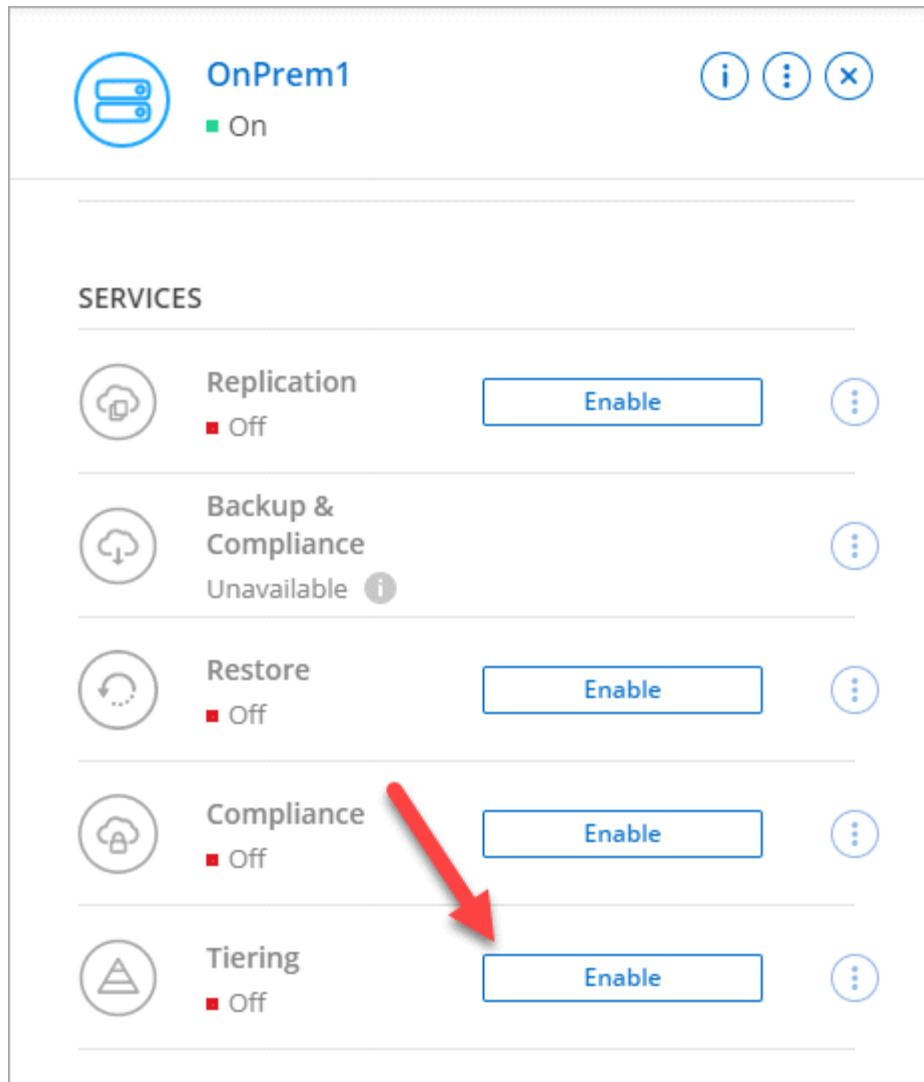 OnPrem1
On
SERVICES
Replication
Off
Enable
Backup &
Compliance
Unavailable
Restore
Off
Enable
Compliance
Off
Enable
Tiering
Off
Enable